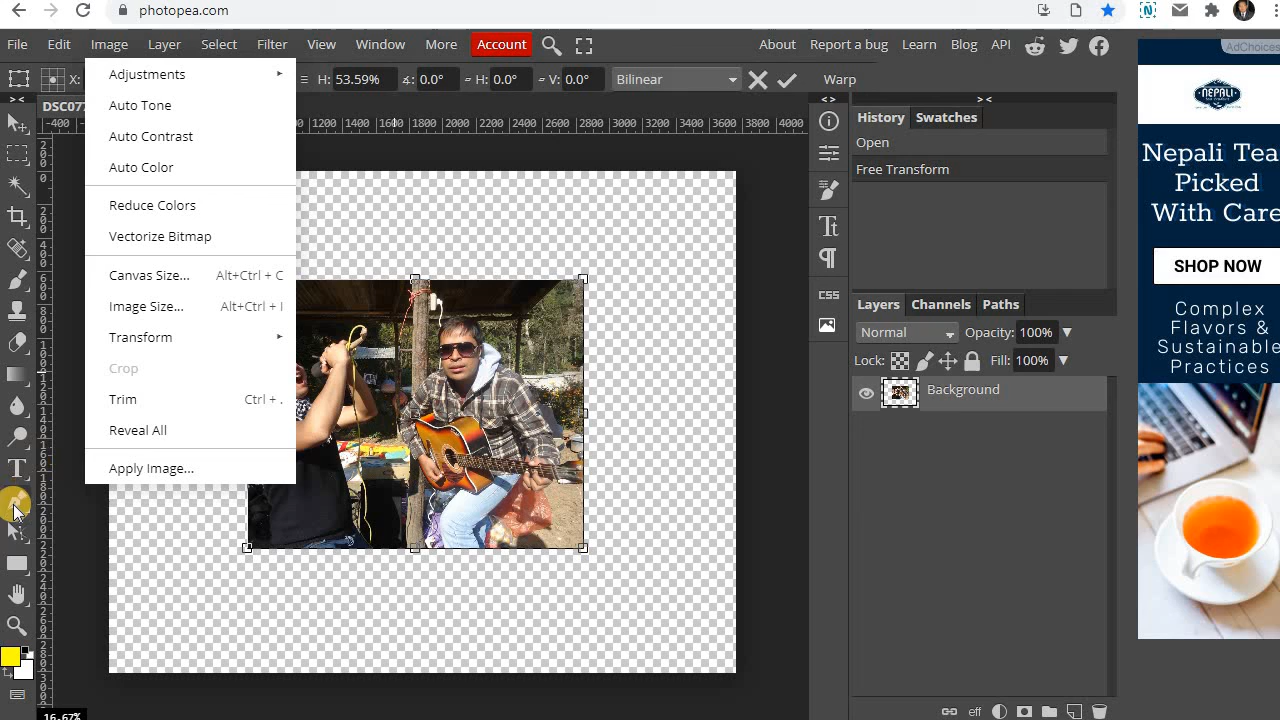 photopea.com
File Edit Image Layer Select Filter View Window More Account About Report a bug Learn Blog API
X: H: 53.59% ∡: 0.0° H: 0.0° V: 0.0° Bilinear Warp
AdChoices
DSC077
-400 1200 1400 1600 1800 2000 2200 2400 2600 2800 3000 3200 3400 3600 3800 4000
Adjustments
Auto Tone
Auto Contrast
Auto Color
Reduce Colors
Vectorize Bitmap
Canvas Size... Alt+Ctrl + C
Image Size... Alt+Ctrl + I
Transform
Crop
Trim Ctrl + .
Reveal All
Apply Image...
16.67%
CSS
History Swatches
Open
Free Transform
Layers Channels Paths
Normal Opacity: 100%
Lock: Fill: 100%
Background
eff
NEPALI
Nepali Tea
Picked
With Care
SHOP NOW
Complex
Flavors &
Sustainable
Practices